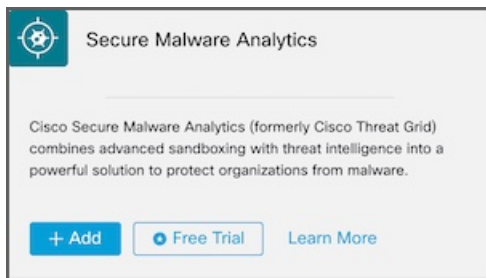 Secure Malware Analytics
Cisco Secure Malware Analytics (formerly Cisco Threat Grid)
combines advanced sandboxing with threat intelligence into a
powerful solution to protect organizations from malware.
+ Add
Free Trial
Learn More